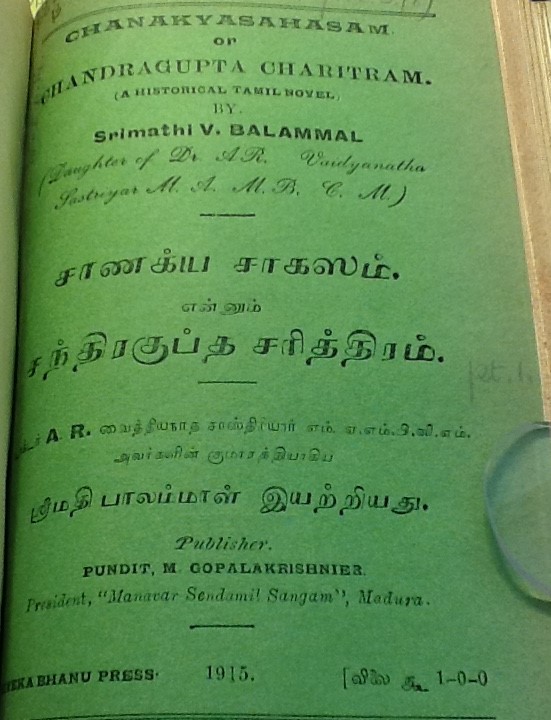 CHANAKYASAHASAM.
or
CHANDRAGUPTA CHARITRAM.
(A HISTORICAL TAMIL NOVEL)
BY.
Srimathi V. BALAMMAL
(Daughter of Dr. A.R. Vaidyanatha
Sastriyar M. A. M. B. C. M.)
சாணக்ய சாகஸம்.
என்னும்
சந்திரகுப்த சரித்திரம்.
A. R. வைத்தியநாத சாஸ்திரியார் எம். ஏ.எம்.பி.ஸி.எம்.
அவர்களின் குமாரத்தியாகிய
ஸ்ரீமதி பாலம்மாள் இயற்றியது.
Publisher.
PUNDIT, M. GOPALAKRISHNIER.
President, "Manavar Sendamil Sangam", Madura.
BHANU PRESS. 1915. [விலை ரூ 1-0-0
pt. 1.